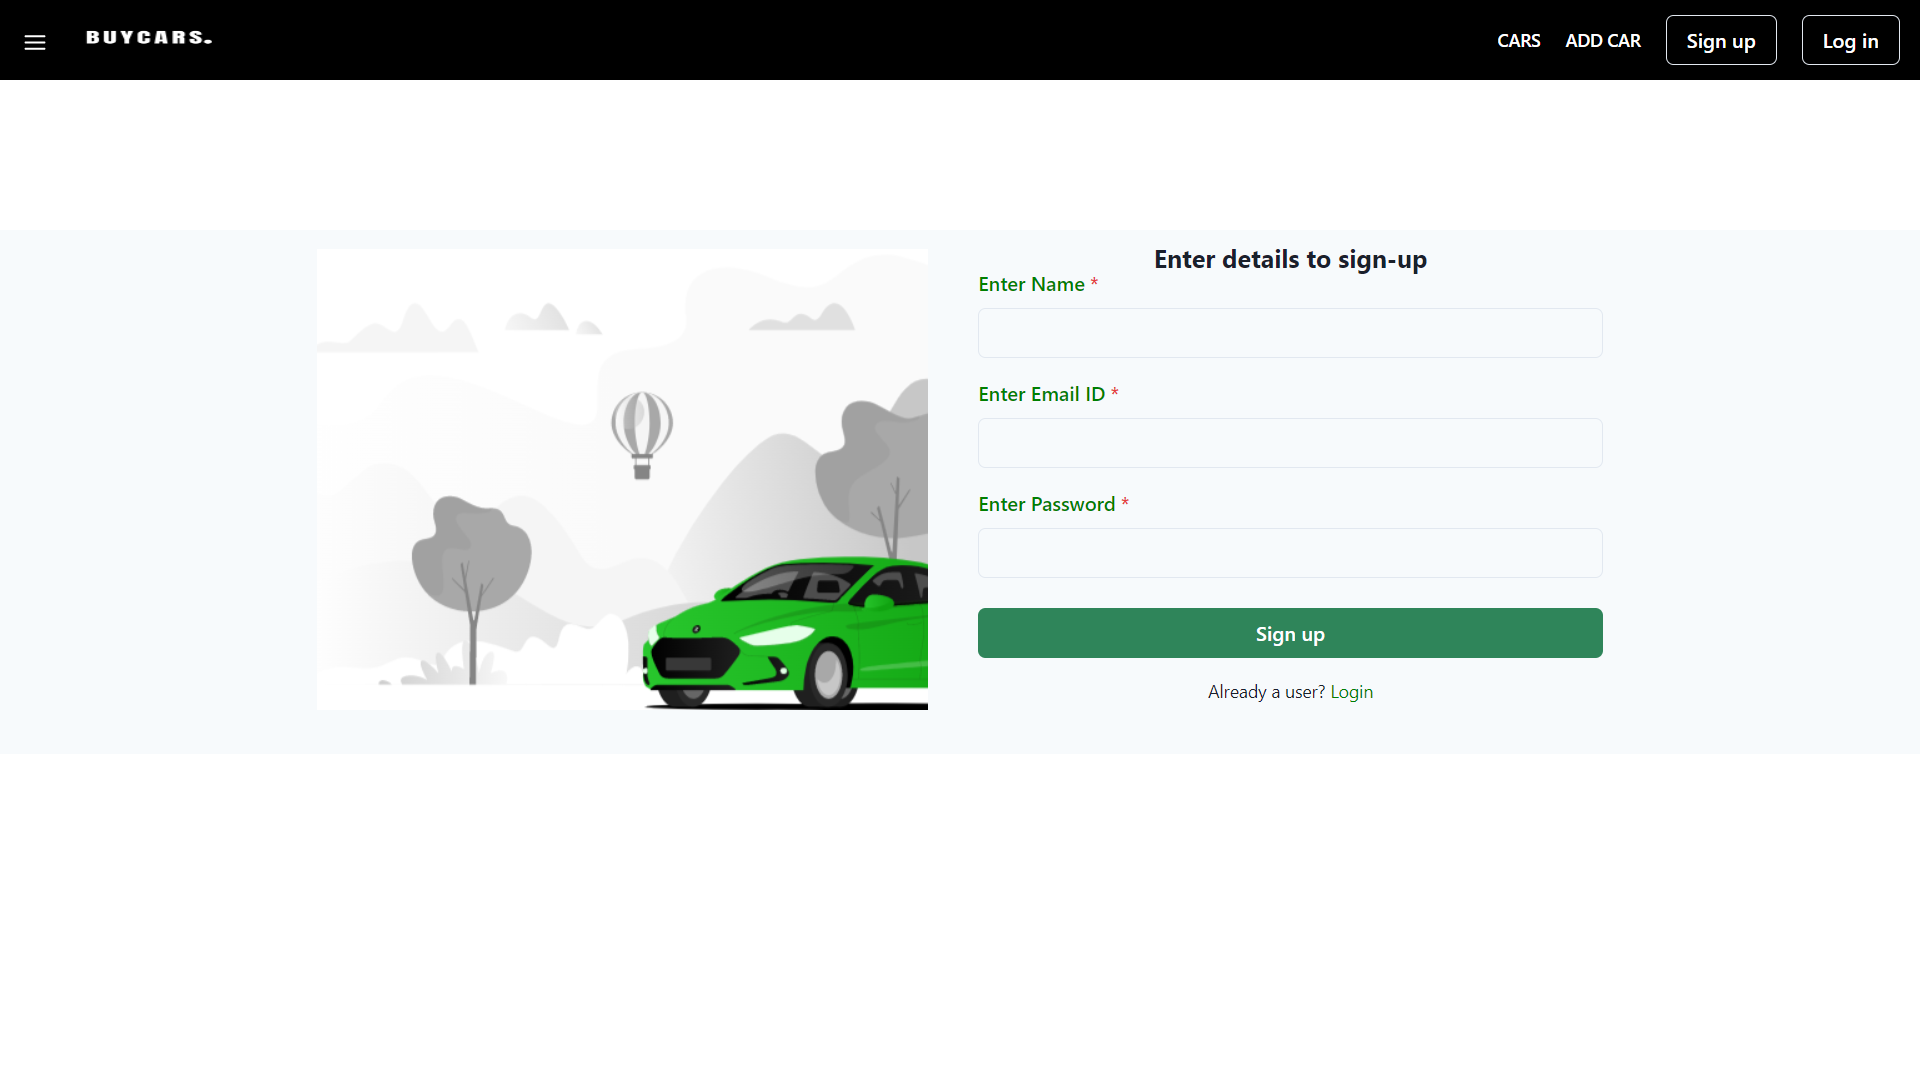 BUYCARS.
CARS
ADD CAR
Sign up
Log in
Enter details to sign-up
Enter Name *
Enter Email ID *
Enter Password *
Sign up
Already a user? Login